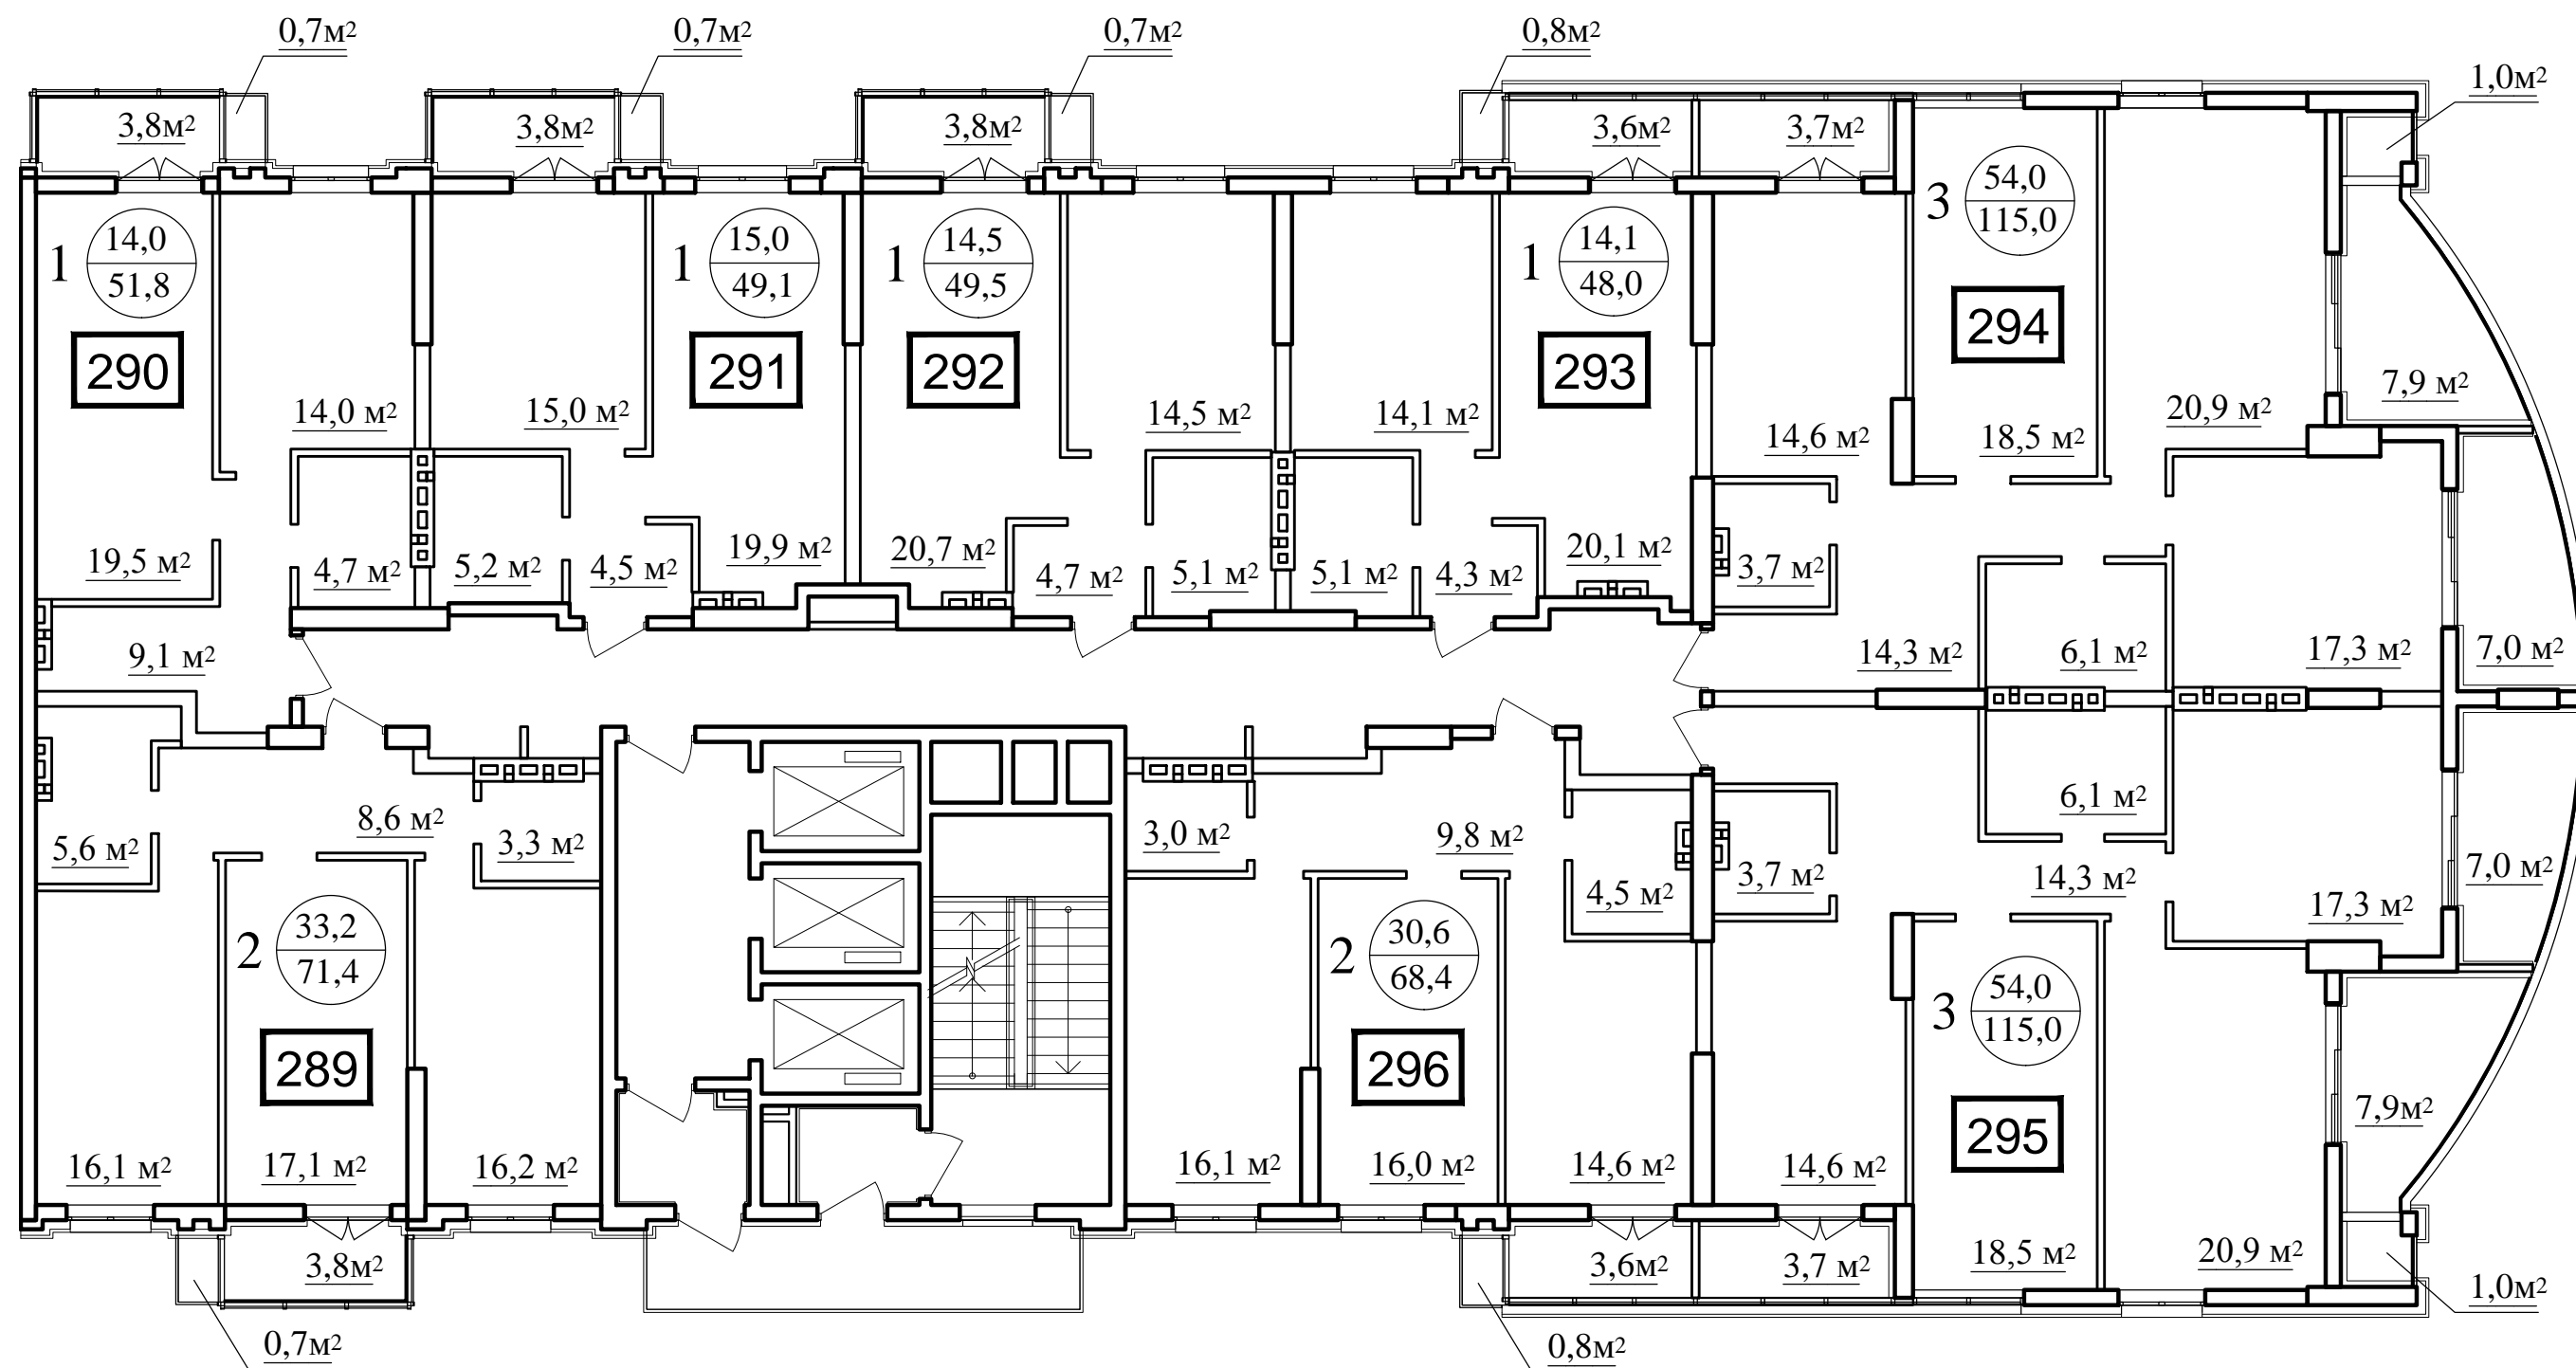 0,7м²
0,7м²
0,7м²
0,8м²
1,0м²
3,8м²
3,8м²
3,8м²
3,6м²
3,7м²
1
14,0
51,8
290
1
15,0
49,1
291
1
14,5
49,5
292
1
14,1
48,0
293
3
54,0
115,0
294
14,0 м²
15,0 м²
14,5 м²
14,1 м²
14,6 м²
18,5 м²
20,9 м²
7,9 м²
19,5 м²
4,7 м²
5,2 м²
4,5 м²
19,9 м²
20,7 м²
4,7 м²
5,1 м²
5,1 м²
4,3 м²
20,1 м²
3,7 м²
9,1 м²
14,3 м²
6,1 м²
17,3 м²
7,0 м²
5,6 м²
8,6 м²
3,3 м²
3,0 м²
9,8 м²
4,5 м²
3,7 м²
6,1 м²
14,3 м²
17,3 м²
7,0 м²
2
33,2
71,4
289
2
30,6
68,4
296
3
54,0
115,0
295
7,9м²
16,1 м²
17,1 м²
16,2 м²
16,1 м²
16,0 м²
14,6 м²
14,6 м²
18,5 м²
20,9 м²
3,8м²
3,6м²
3,7 м²
1,0м²
0,7м²
0,8м²